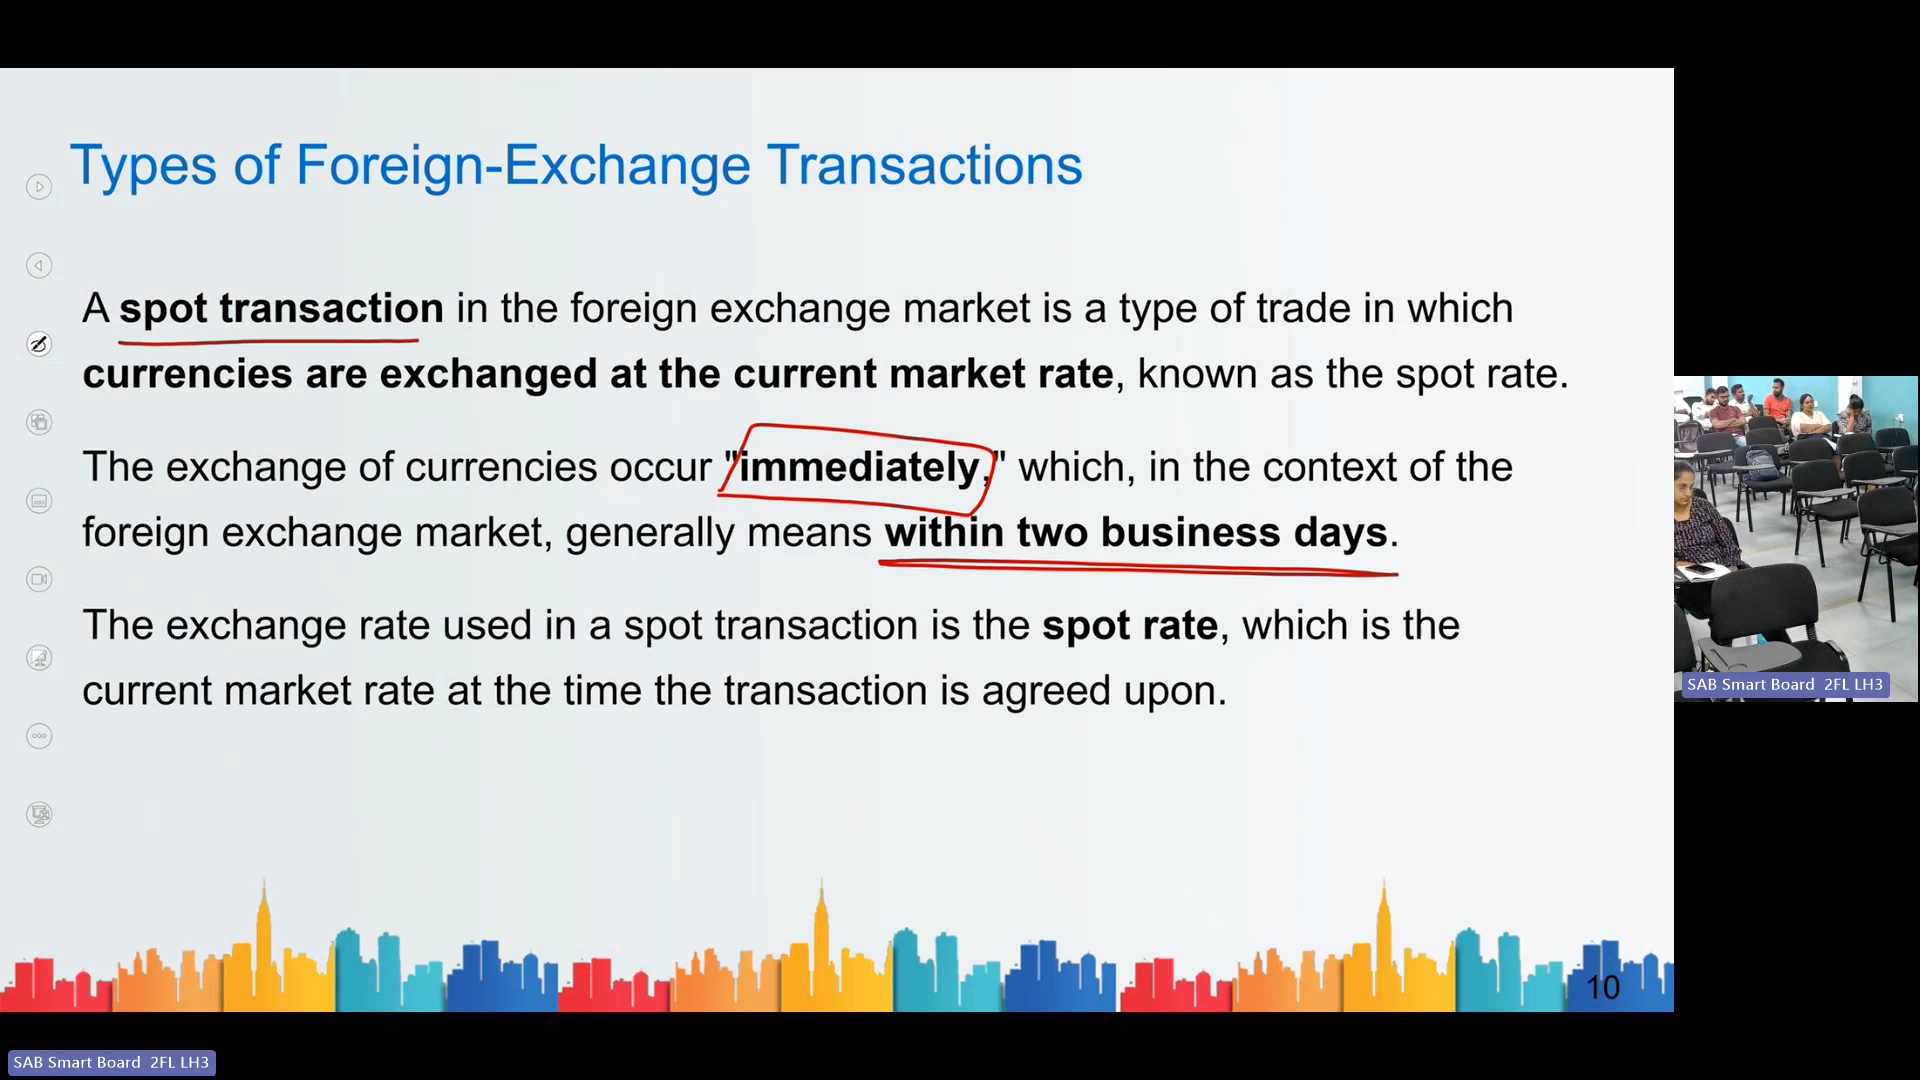 Types of Foreign-Exchange Transactions
A spot transaction in the foreign exchange market is a type of trade in which
currencies are exchanged at the current market rate, known as the spot rate.
The exchange of currencies occur "immediately," which, in the context of the
foreign exchange market, generally means within two business days.
The exchange rate used in a spot transaction is the spot rate, which is the
current market rate at the time the transaction is agreed upon.
10
SAB Smart Board 2FL LH3
SAB Smart Board 2FL LH3